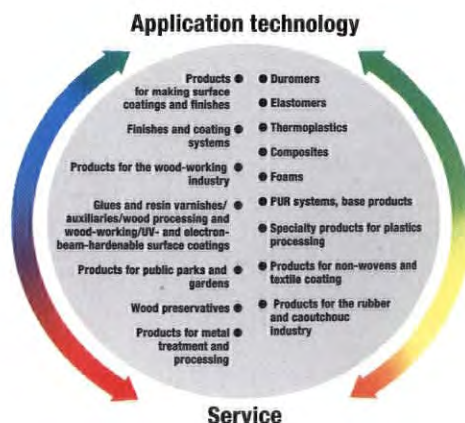 Application technology
Products
for making surface
coatings and finishes
Finishes and coating
systems
Products for the wood-working
industry
Glues and resin varnishes/
auxiliaries/wood processing and
wood-working/UV- and electron-
beam-hardenable surface coatings
Products for public parks and
gardens
Wood preservatives
Products for metal
treatment and
processing
Duromers
Elastomers
Thermoplastics
Composites
Foams
PUR systems, base products
Specialty products for plastics
processing
Products for non-wovens and
textile coating
Products for the rubber
and caoutchouc
industry
Service